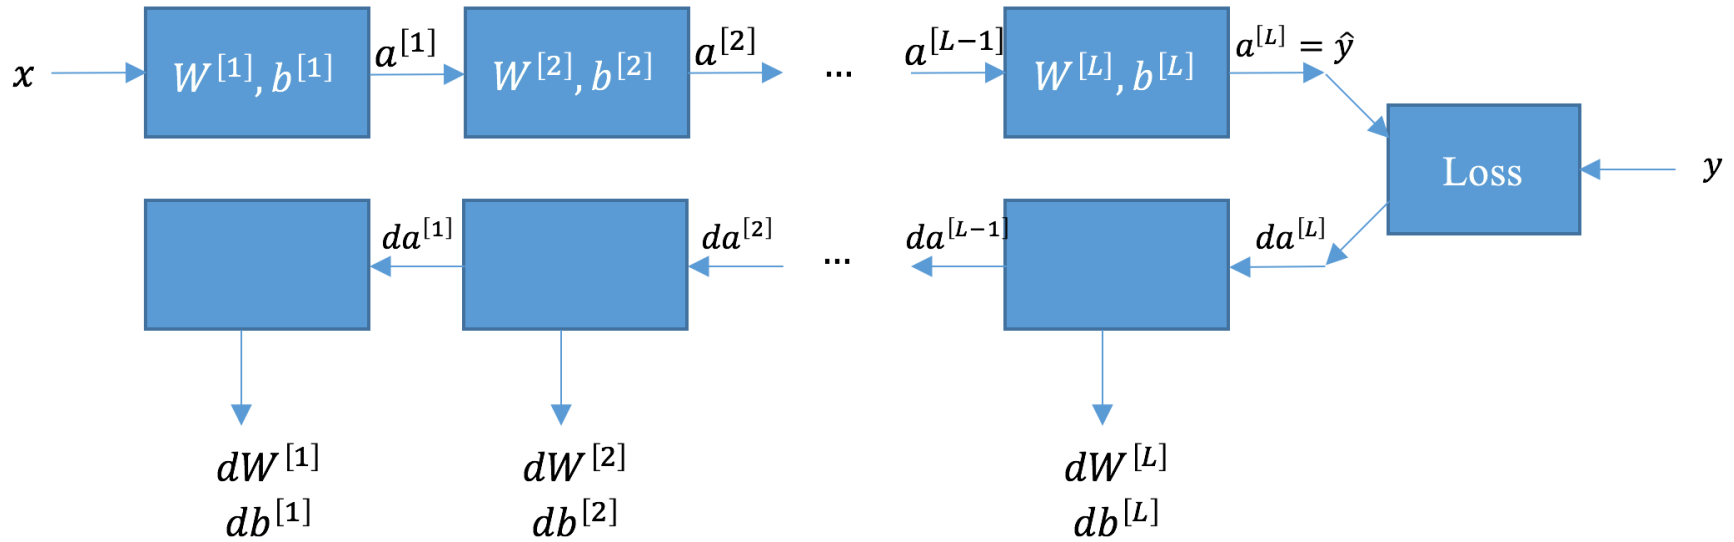 x W^[1], b^[1] a^[1] W^[2], b^[2] a^[2] ... a^[L−1] W^[L], b^[L] a^[L] = ŷ
Loss y
da^[1] da^[2] ... da^[L−1] da^[L]
dW^[1] dW^[2] dW^[L]
db^[1] db^[2] db^[L]